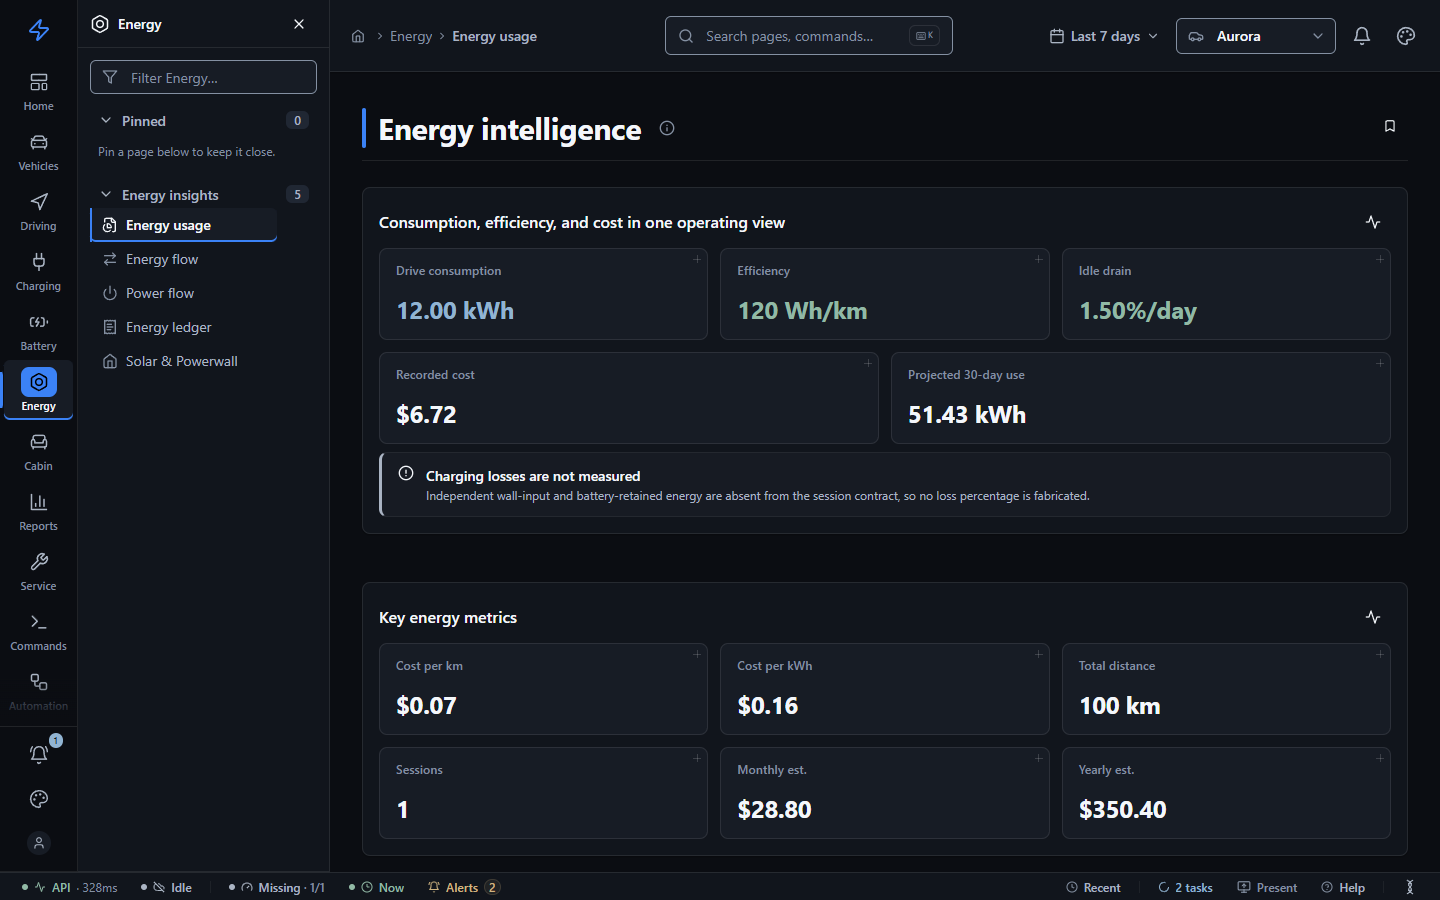 Home
Vehicles
Driving
Charging
Battery
Energy
Cabin
Reports
Service
Commands
Automation
1
Energy
Filter Energy...
Pinned 0
Pin a page below to keep it close.
Energy insights 5
Energy usage
Energy flow
Power flow
Energy ledger
Solar & Powerwall
Energy > Energy usage
Search pages, commands... K
Last 7 days
Aurora
Energy intelligence
Consumption, efficiency, and cost in one operating view
Drive consumption
12.00 kWh
Efficiency
120 Wh/km
Idle drain
1.50%/day
Recorded cost
$6.72
Projected 30-day use
51.43 kWh
Charging losses are not measured
Independent wall-input and battery-retained energy are absent from the session contract, so no loss percentage is fabricated.
Key energy metrics
Cost per km
$0.07
Cost per kWh
$0.16
Total distance
100 km
Sessions
1
Monthly est.
$28.80
Yearly est.
$350.40
API · 328ms
Idle
Missing · 1/1
Now
Alerts 2
Recent
2 tasks
Present
Help